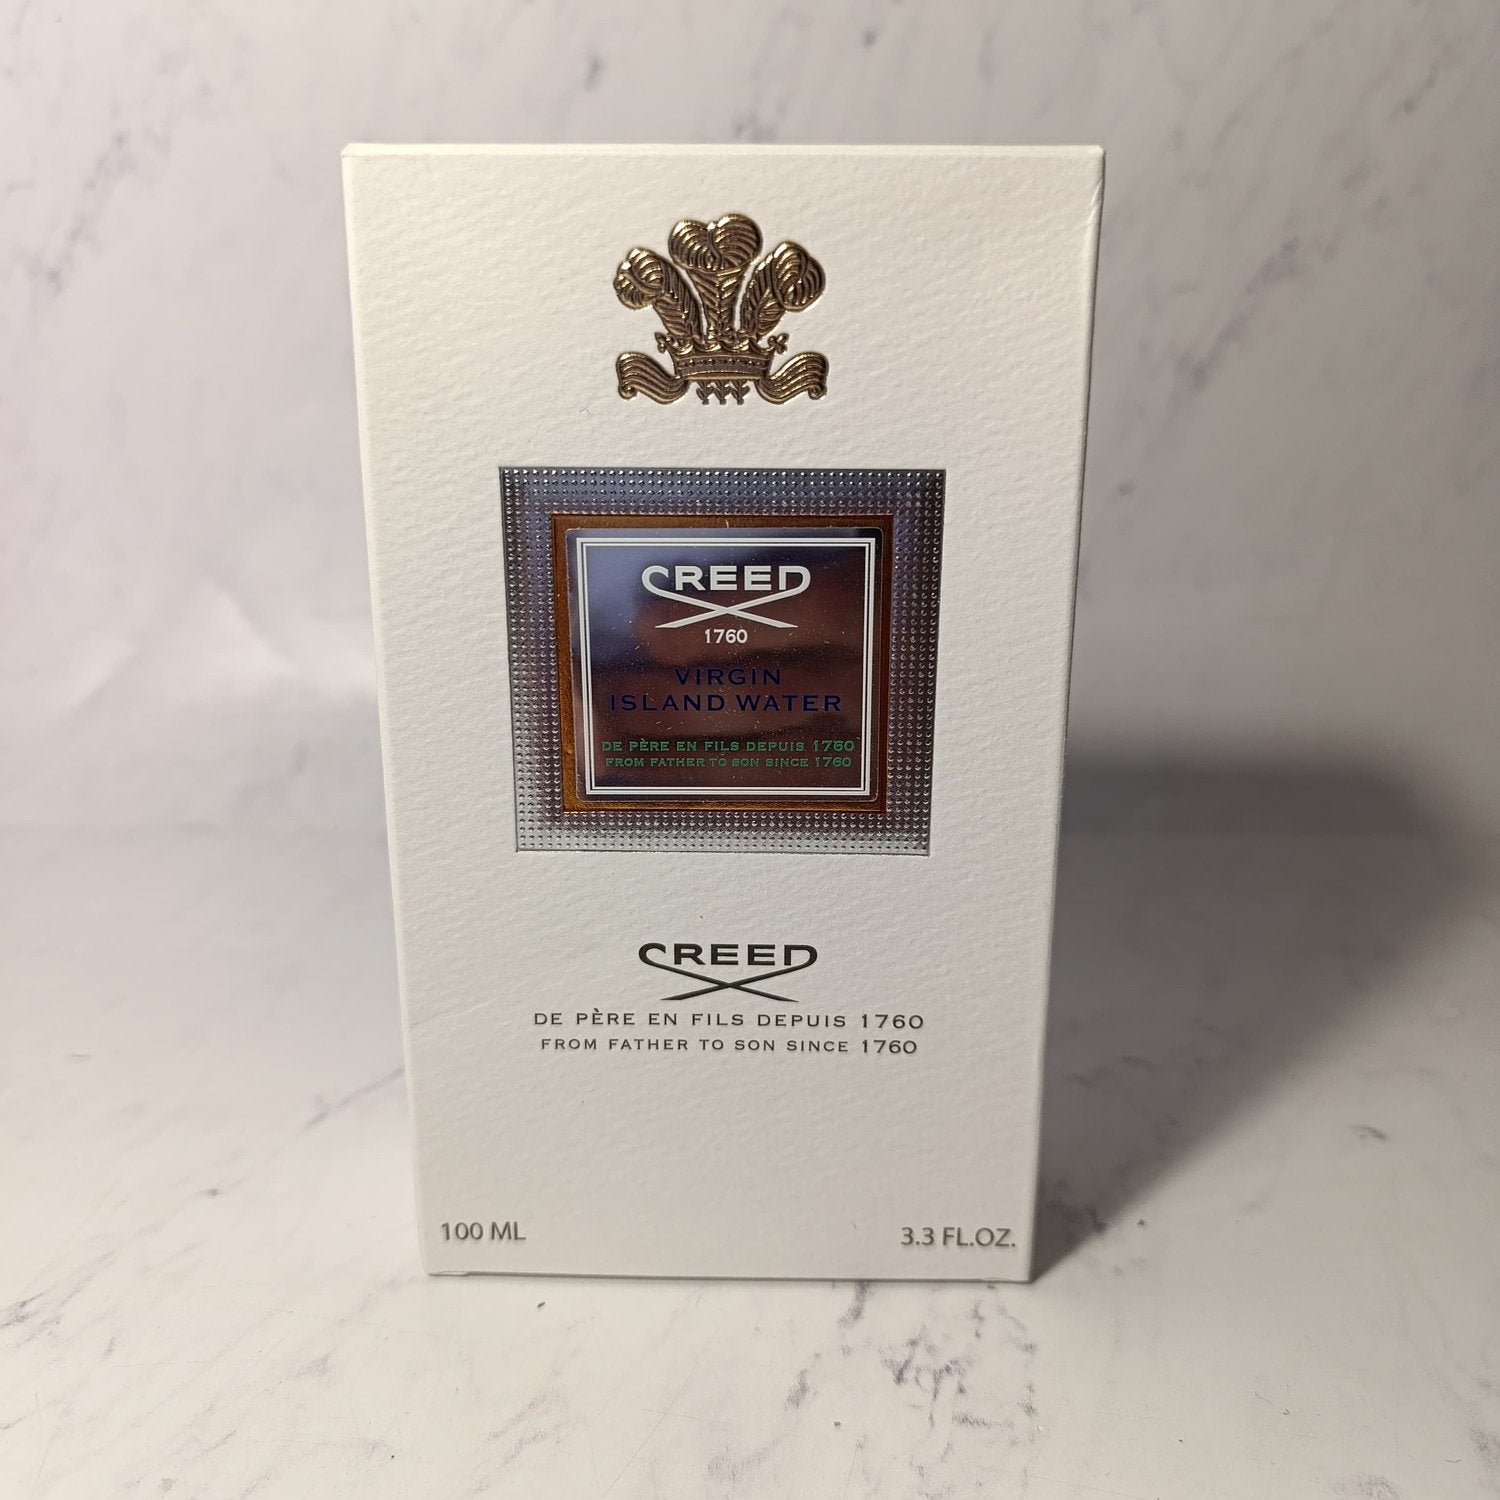 CREED
1760
VIRGIN
ISLAND WATER
DE PÈRE EN FILS DEPUIS 1760
FROM FATHER TO SON SINCE 1760
CREED
DE PÈRE EN FILS DEPUIS 1760
FROM FATHER TO SON SINCE 1760
100 ML
3.3 FL.OZ.